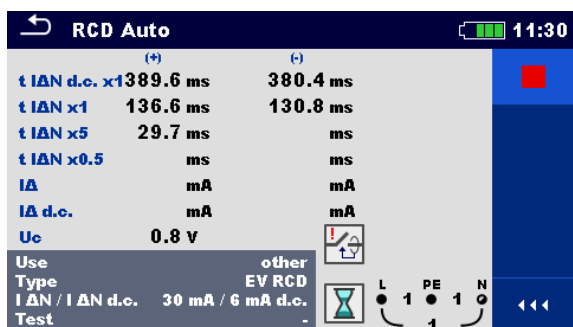 RCD Auto 11:30
(+) (-)
t IΔN d.c. x1 389.6 ms 380.4 ms
t IΔN x1 136.6 ms 130.8 ms
t IΔN x5 29.7 ms ms
t IΔN x0.5 ms ms
IΔ mA mA
IΔ d.c. mA mA
Uc 0.8 V
Use other
Type EV RCD
I ΔN / I ΔN d.c. 30 mA / 6 mA d.c.
Test -
L PE N
1 1
1